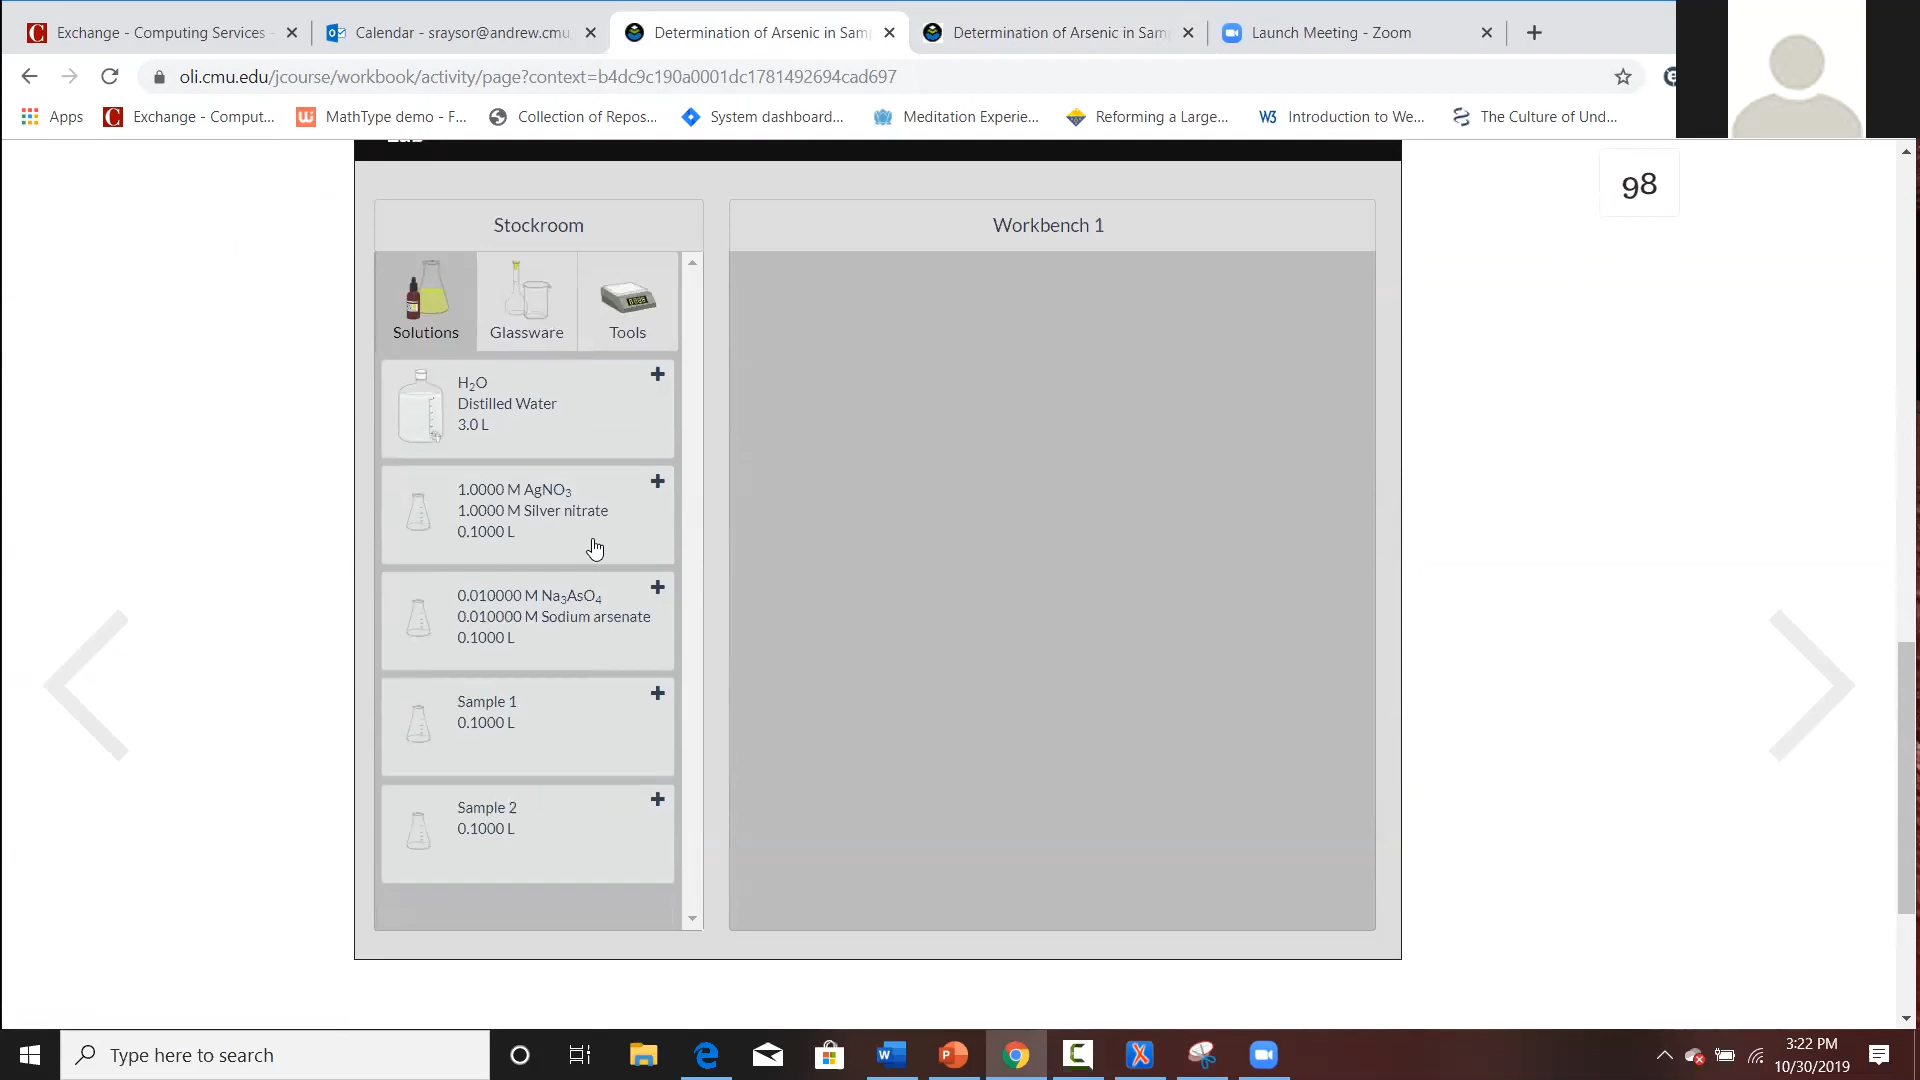 Exchange - Computing Services -
Calendar - sraysor@andrew.cmu
Determination of Arsenic in Sam
Determination of Arsenic in Sam
Launch Meeting - Zoom
oli.cmu.edu/jcourse/workbook/activity/page?context=b4dc9c190a0001dc1781492694cad697
Apps
Exchange - Comput...
MathType demo - F...
Collection of Repos...
System dashboard...
Meditation Experie...
Reforming a Large...
W3 Introduction to We...
The Culture of Und...
Lab
98
Stockroom
Workbench 1
Solutions
Glassware
Tools
H₂O
Distilled Water
3.0 L
1.0000 M AgNO₃
1.0000 M Silver nitrate
0.1000 L
0.010000 M Na₃AsO₄
0.010000 M Sodium arsenate
0.1000 L
Sample 1
0.1000 L
Sample 2
0.1000 L
Type here to search
3:22 PM
10/30/2019